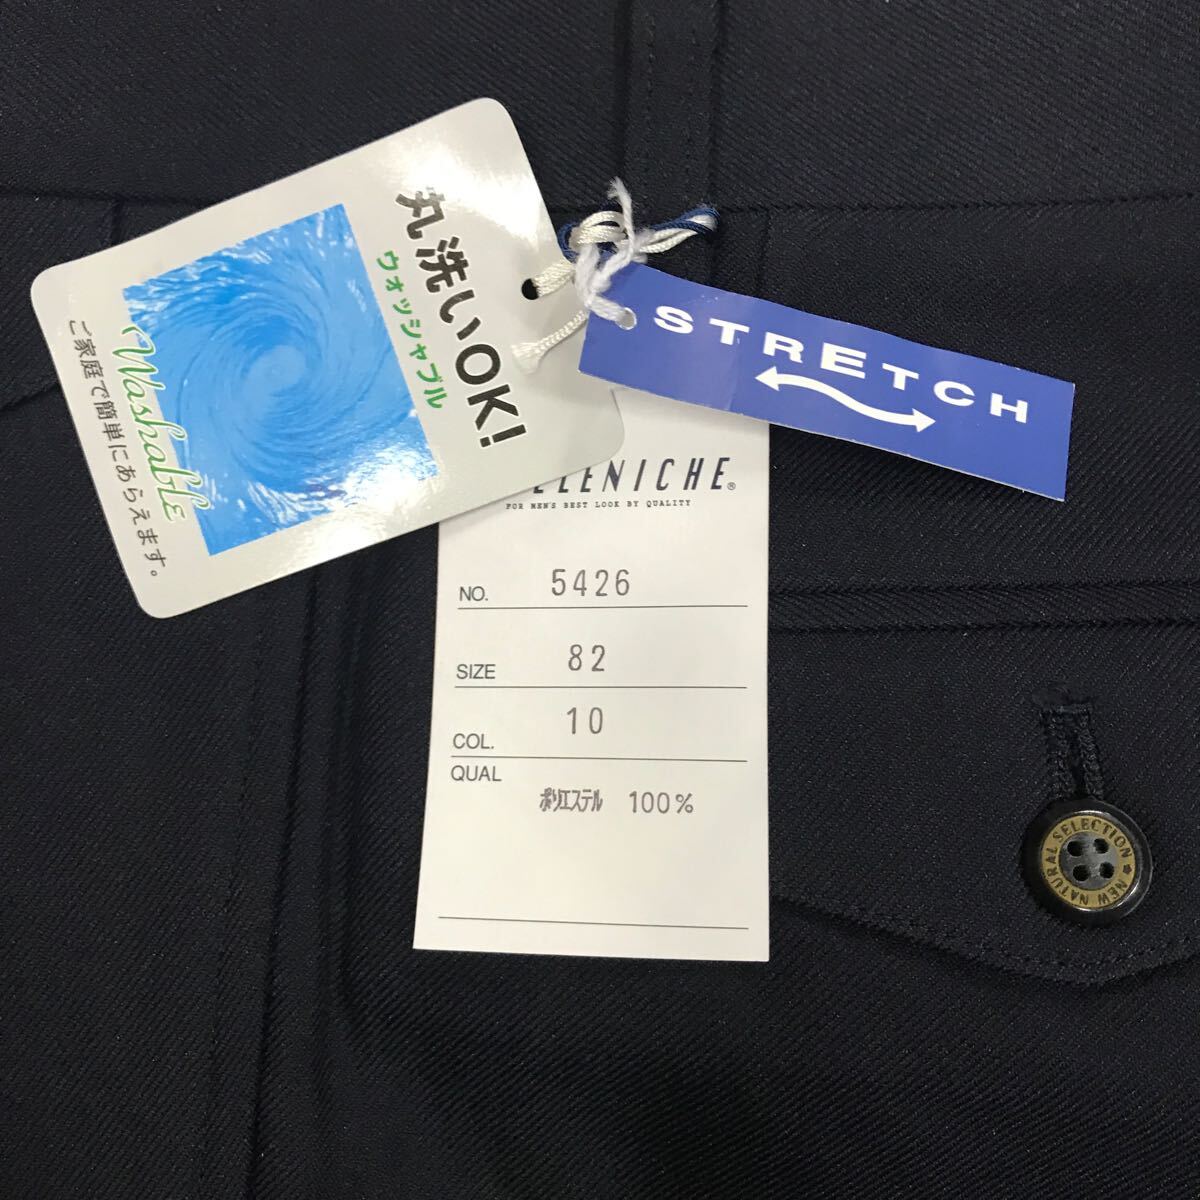 丸洗いOK!
ウォッシャブル
Washable
ご家庭で簡単にあらえます。
STRETCH
FOR MEN'S BEST LOOK BY QUALITY
NO. 5426
SIZE 82
COL. 10
QUAL
ポリエステル 100%
NEW NATURAL SELECTION